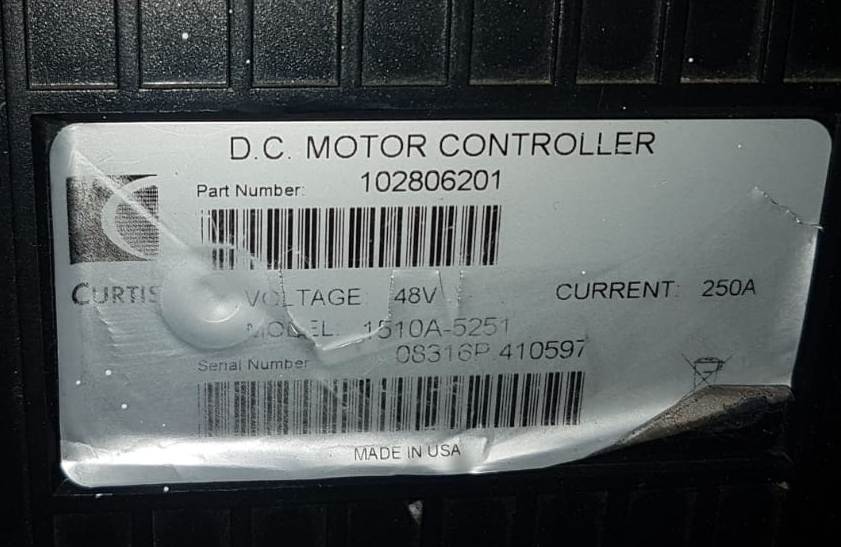 D.C. MOTOR CONTROLLER
Part Number: 102806201
CURTIS
VOLTAGE: 48V CURRENT: 250A
MODEL: 1510A-5251
Serial Number 08316P.410597
MADE IN USA